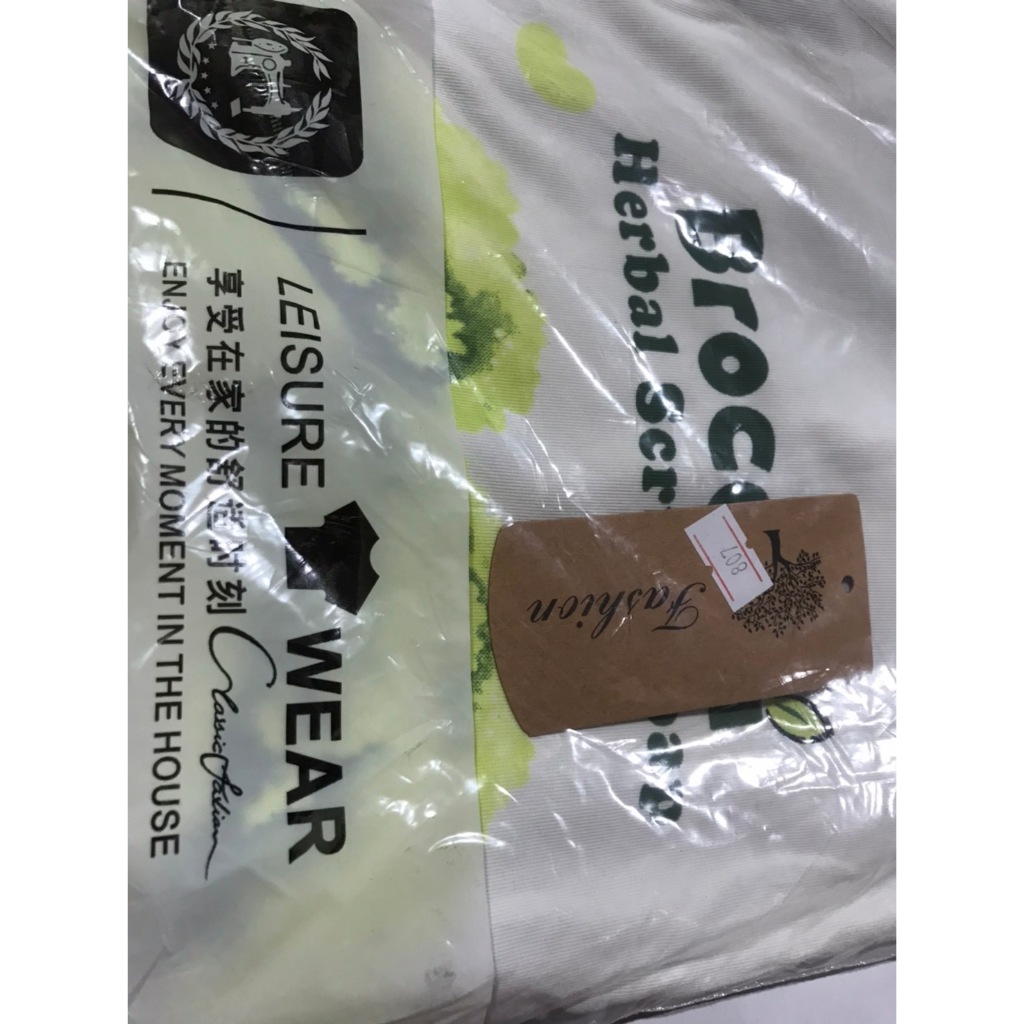 Broc
Herbal Scr
807
Fashion
LEISURE WEAR
享受在家的舒适时刻 Classic Fashion
ENJOY EVERY MOMENT IN THE HOUSE